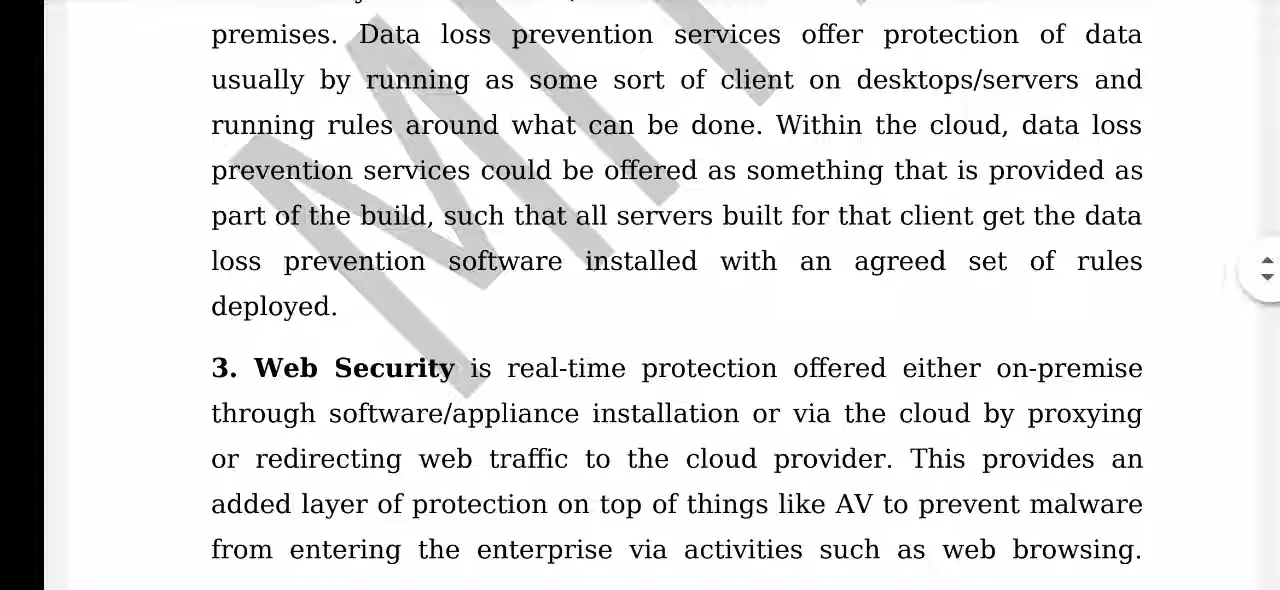 premises. Data loss prevention services offer protection of data
usually by running as some sort of client on desktops/servers and
running rules around what can be done. Within the cloud, data loss
prevention services could be offered as something that is provided as
part of the build, such that all servers built for that client get the data
loss prevention software installed with an agreed set of rules
deployed.
3. Web Security is real-time protection offered either on-premise
through software/appliance installation or via the cloud by proxying
or redirecting web traffic to the cloud provider. This provides an
added layer of protection on top of things like AV to prevent malware
from entering the enterprise via activities such as web browsing.